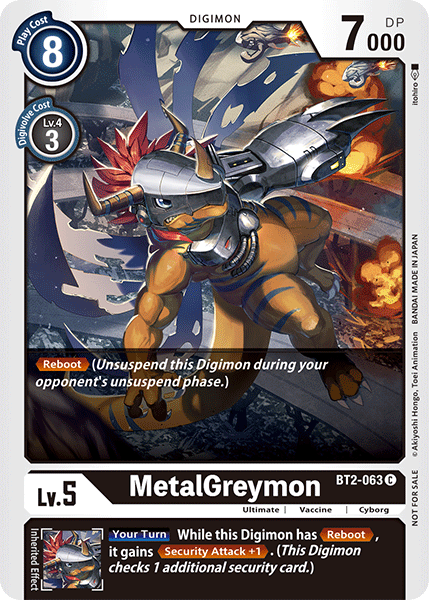 Play Cost
8
DIGIMON
DP
7000
Digivolve Cost
Lv.4
3
itohiro
© Akiyoshi Hongo, Toei Animation BANDAI MADE IN JAPAN
NOT FOR SALE
Reboot (Unsuspend this Digimon during your
opponent's unsuspend phase.)
Lv.5
MetalGreymon
BT2-063 C
Ultimate | Vaccine | Cyborg
Inherited Effect
Your Turn While this Digimon has Reboot ,
it gains Security Attack +1 . (This Digimon
checks 1 additional security card.)